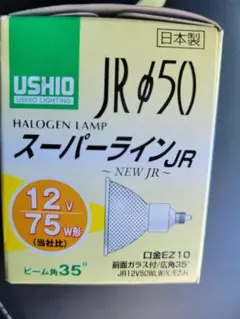 日本製
USHIO
USHIO LIGHTING
JRφ50
HALOGEN LAMP
スーパーラインJR
～NEW JR～
12V
75W形
(当社比)
口金EZ10
前面ガラス付/広角35°
ビーム角35°